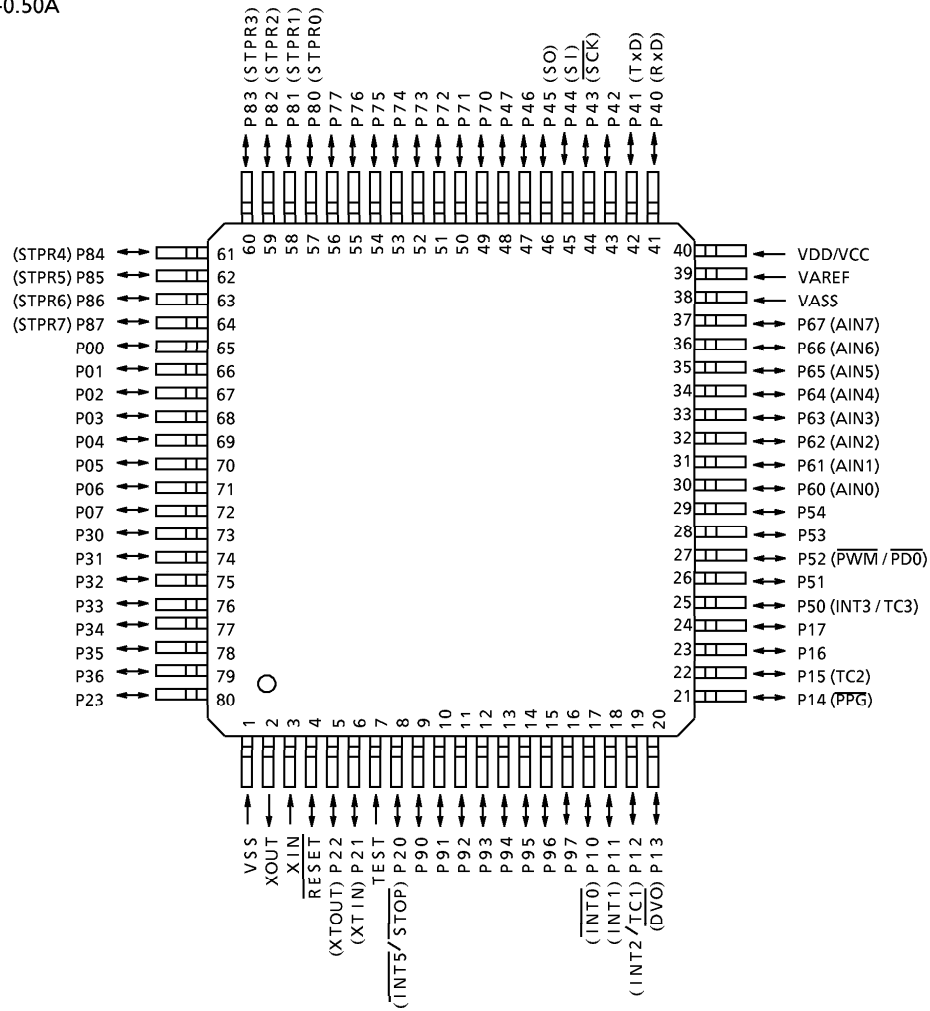 -0.50A
P83 (STPR3)
P82 (STPR2)
P81 (STPR1)
P80 (STPR0)
P77
P76
P75
P74
P73
P72
P71
P70
P47
P46
P45 (SO)
P44 (SI)
P43 (SCK)
P42
P41 (TxD)
P40 (RxD)
60
59
58
57
56
55
54
53
52
51
50
49
48
47
46
45
44
43
42
41
(STPR4) P84 61
(STPR5) P85 62
(STPR6) P86 63
(STPR7) P87 64
P00 65
P01 66
P02 67
P03 68
P04 69
P05 70
P06 71
P07 72
P30 73
P31 74
P32 75
P33 76
P34 77
P35 78
P36 79
P23 80
40 VDD/VCC
39 VAREF
38 VASS
37 P67 (AIN7)
36 P66 (AIN6)
35 P65 (AIN5)
34 P64 (AIN4)
33 P63 (AIN3)
32 P62 (AIN2)
31 P61 (AIN1)
30 P60 (AIN0)
29 P54
28 P53
27 P52 (PWM / PD0)
26 P51
25 P50 (INT3 / TC3)
24 P17
23 P16
22 P15 (TC2)
21 P14 (PPG)
1
2
3
4
5
6
7
8
9
10
11
12
13
14
15
16
17
18
19
20
VSS
XOUT
XIN
RESET
(XTOUT) P22
(XTIN) P21
TEST
(INT5/STOP) P20
P90
P91
P92
P93
P94
P95
P96
P97
(INT0) P10
(INT1) P11
(INT2/TC1) P12
(DVO) P13